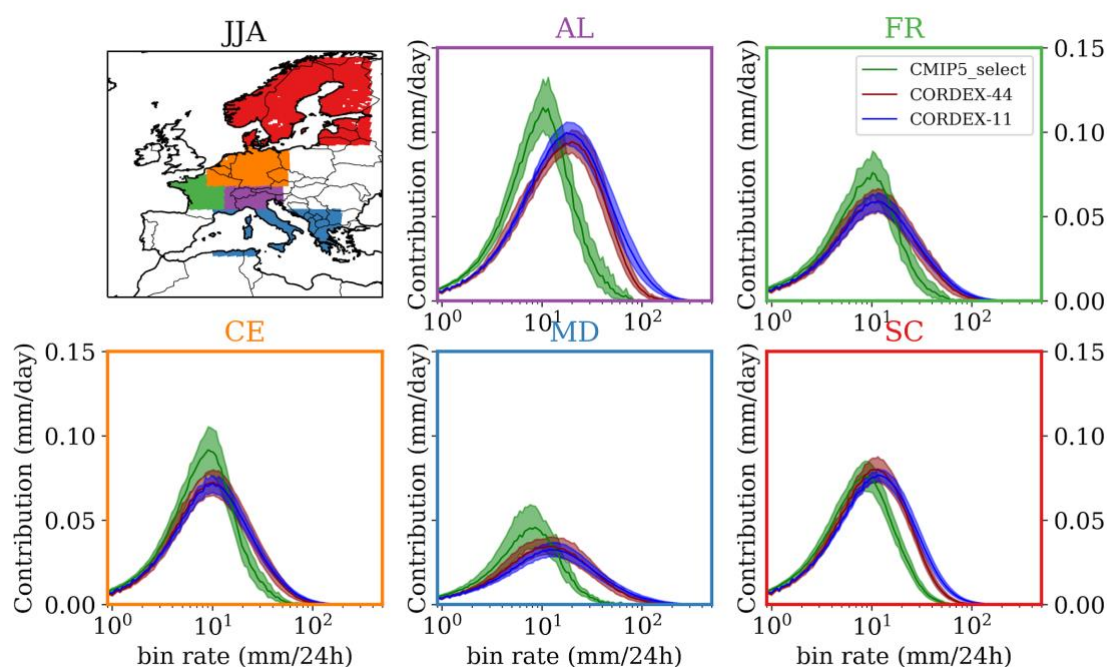 JJA
AL
FR
Contribution (mm/day)
10⁰
10¹
10²
Contribution (mm/day)
CMIP5_select
CORDEX-44
CORDEX-11
0.15
0.10
0.05
0.00
10⁰
10¹
10²
CE
MD
SC
Contribution (mm/day)
0.15
0.10
0.05
0.00
10⁰
10¹
10²
bin rate (mm/24h)
Contribution (mm/day)
10⁰
10¹
10²
bin rate (mm/24h)
Contribution (mm/day)
0.15
0.10
0.05
0.00
10⁰
10¹
10²
bin rate (mm/24h)